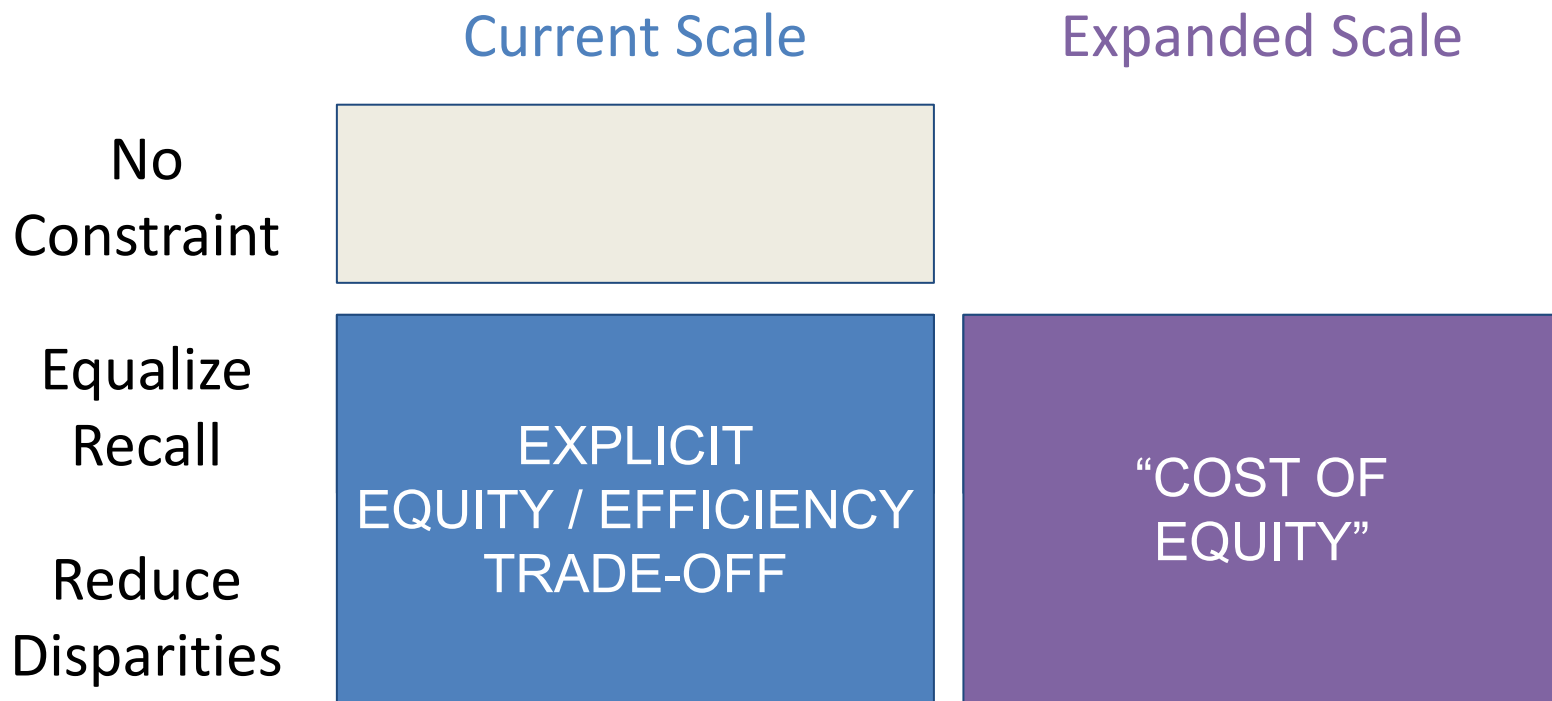 Current Scale
Expanded Scale
No
Constraint
Equalize
Recall
Reduce
Disparities
EXPLICIT
EQUITY / EFFICIENCY
TRADE-OFF
“COST OF
EQUITY”